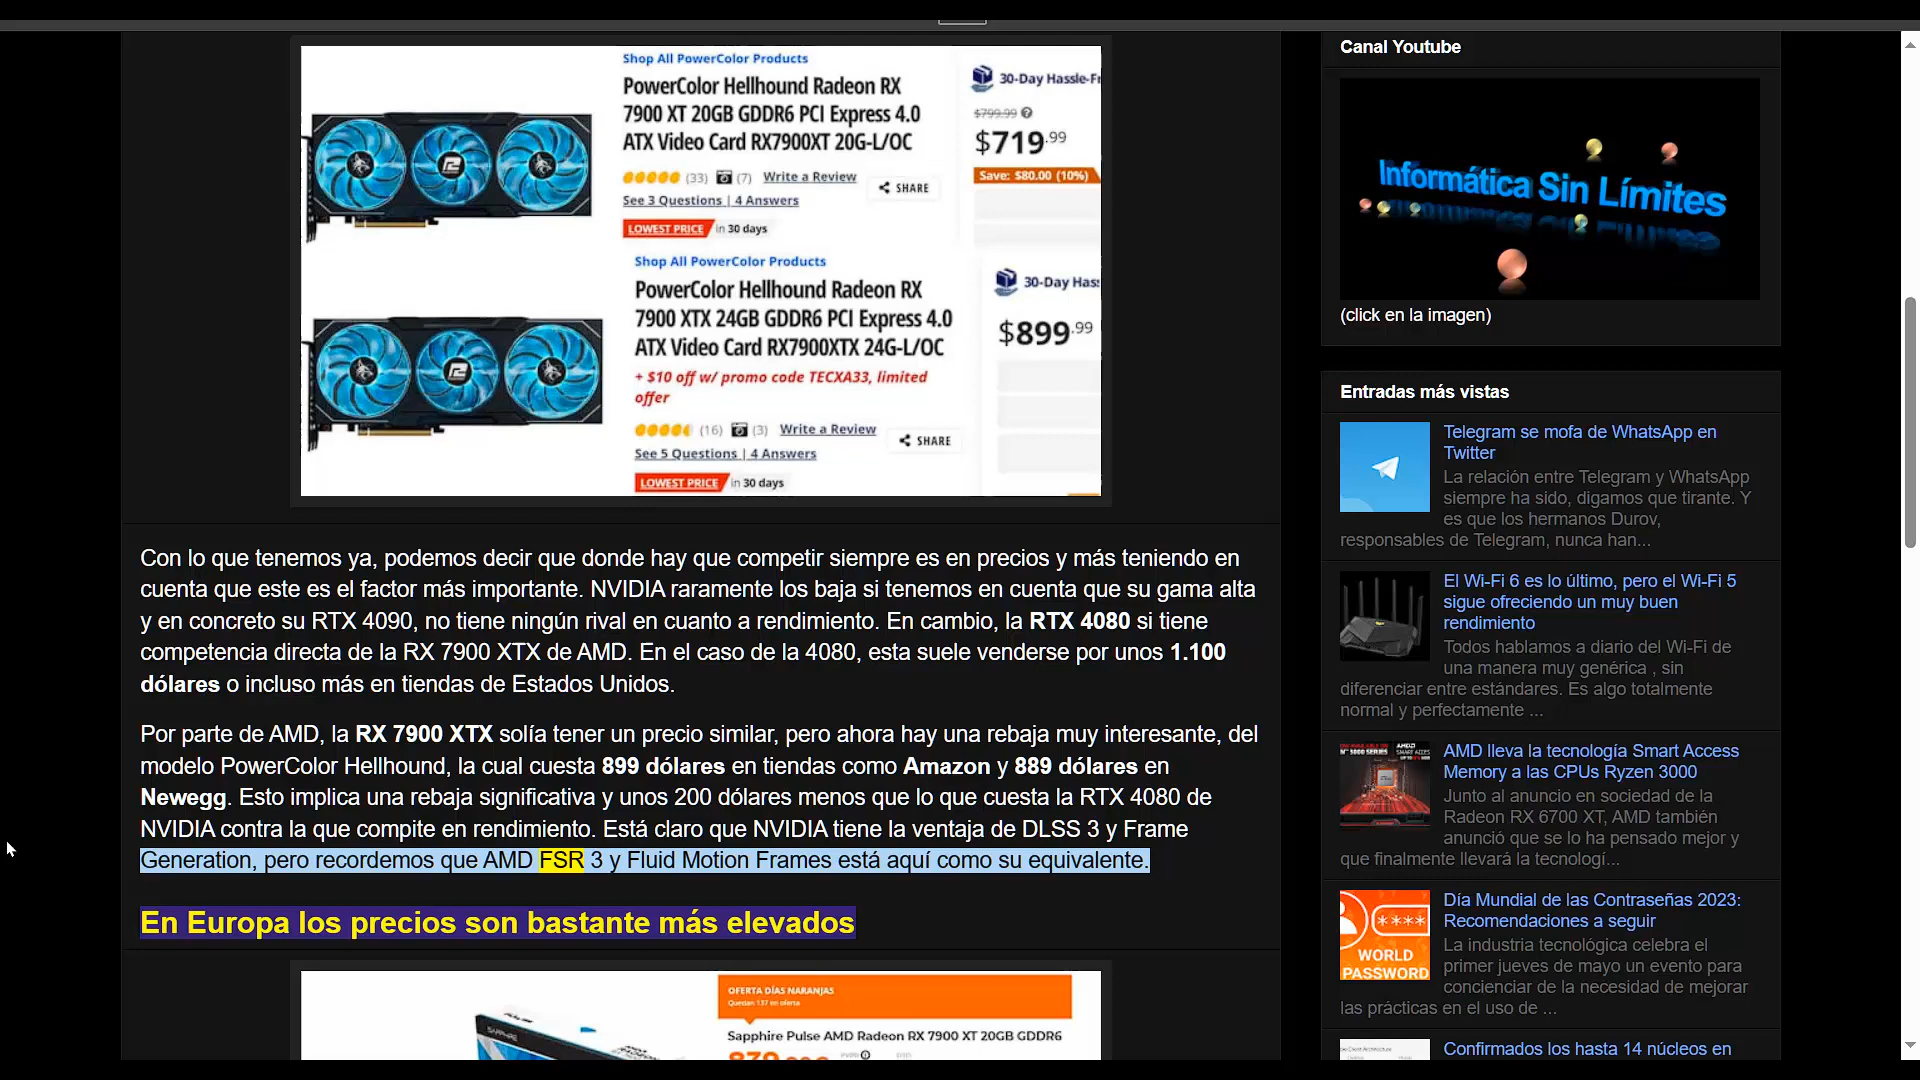 Shop All PowerColor Products
PowerColor Hellhound Radeon RX
7900 XT 20GB GDDR6 PCI Express 4.0
ATX Video Card RX7900XT 20G-L/OC
(33) (7) Write a Review
SHARE
See 3 Questions | 4 Answers
LOWEST PRICE in 30 days
30-Day Hassle-Fr
$799.99
$719.99
Save: $80.00 (10%)
Shop All PowerColor Products
PowerColor Hellhound Radeon RX
7900 XTX 24GB GDDR6 PCI Express 4.0
ATX Video Card RX7900XTX 24G-L/OC
+ $10 off w/ promo code TECXA33, limited
offer
(16) (3) Write a Review
SHARE
See 5 Questions | 4 Answers
LOWEST PRICE in 30 days
30-Day Has
$899.99
Con lo que tenemos ya, podemos decir que donde hay que competir siempre es en precios y más teniendo en
cuenta que este es el factor más importante. NVIDIA raramente los baja si tenemos en cuenta que su gama alta
y en concreto su RTX 4090, no tiene ningún rival en cuanto a rendimiento. En cambio, la RTX 4080 si tiene
competencia directa de la RX 7900 XTX de AMD. En el caso de la 4080, esta suele venderse por unos 1.100
dólares o incluso más en tiendas de Estados Unidos.
Por parte de AMD, la RX 7900 XTX solía tener un precio similar, pero ahora hay una rebaja muy interesante, del
modelo PowerColor Hellhound, la cual cuesta 899 dólares en tiendas como Amazon y 889 dólares en
Newegg. Esto implica una rebaja significativa y unos 200 dólares menos que lo que cuesta la RTX 4080 de
NVIDIA contra la que compite en rendimiento. Está claro que NVIDIA tiene la ventaja de DLSS 3 y Frame
Generation, pero recordemos que AMD FSR 3 y Fluid Motion Frames está aquí como su equivalente.
En Europa los precios son bastante más elevados
SAPPHIRE
OFERTA DÍAS NARANJAS
Quedan 137 en oferta
Sapphire Pulse AMD Radeon RX 7900 XT 20GB GDDR6
Canal Youtube
Informática Sin Límites
(click en la imagen)
Entradas más vistas
Telegram se mofa de WhatsApp en
Twitter
La relación entre Telegram y WhatsApp
siempre ha sido, digamos que tirante. Y
es que los hermanos Durov,
responsables de Telegram, nunca han...
El Wi-Fi 6 es lo último, pero el Wi-Fi 5
sigue ofreciendo un muy buen
rendimiento
Todos hablamos a diario del Wi-Fi de
una manera muy genérica , sin
diferenciar entre estándares. Es algo totalmente
normal y perfectamente ...
AMD lleva la tecnología Smart Access
Memory a las CPUs Ryzen 3000
Junto al anuncio en sociedad de la
Radeon RX 6700 XT, AMD también
anunció que se lo ha pensado mejor y
que finalmente llevará la tecnologí...
WORLD
PASSWORD
Día Mundial de las Contraseñas 2023:
Recomendaciones a seguir
La industria tecnológica celebra el
primer jueves de mayo un evento para
concienciar de la necesidad de mejorar
las prácticas en el uso de ...
Confirmados los hasta 14 núcleos en